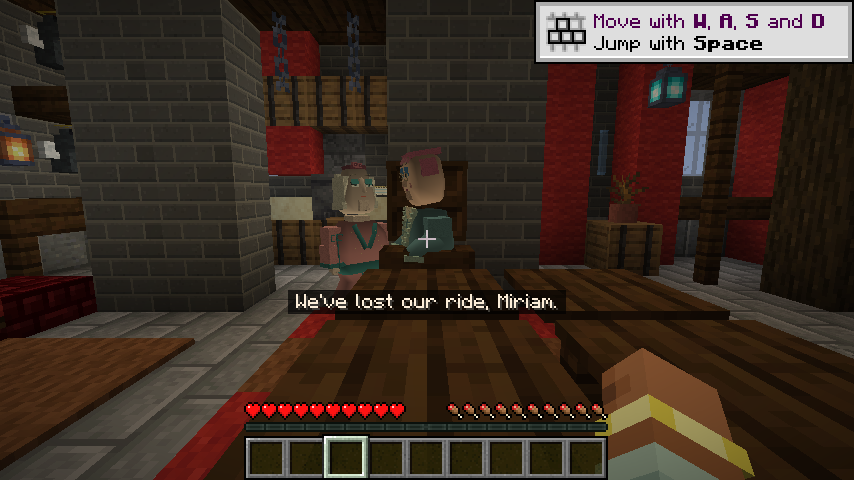 Move with W, A, S and D
Jump with Space
We've lost our ride, Miriam.